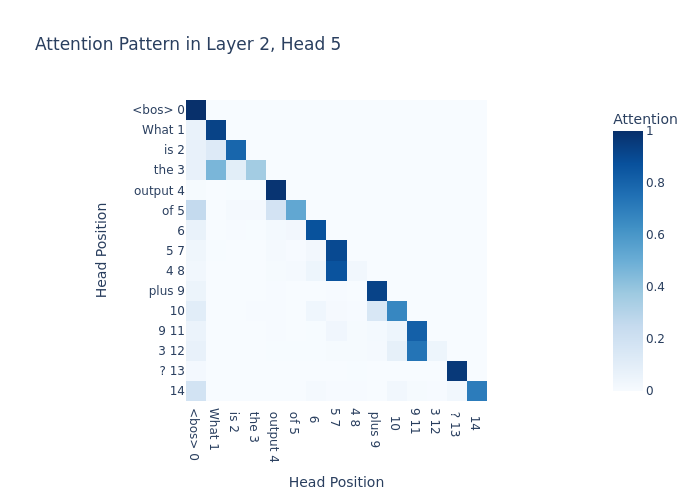 Attention Pattern in Layer 2, Head 5
Attention
<bos> 0
What 1
is 2
the 3
output 4
of 5
6
5 7
4 8
plus 9
10
9 11
3 12
? 13
14
Head Position
<bos> 0
What 1
is 2
the 3
output 4
of 5
6
5 7
4 8
plus 9
10
9 11
3 12
? 13
14
Head Position
1
0.8
0.6
0.4
0.2
0